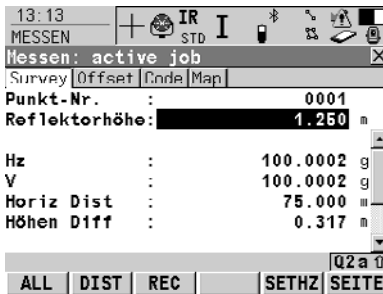 13:13
MESSEN
IR
STD
I
Messen: active job
Survey Offset Code Map
Punkt-Nr. : 0001
Reflektorhöhe: 1.250 m
Hz : 100.0002 g
V : 100.0002 g
Horiz Dist : 75.000 m
Höhen Diff : 0.317 m
Q2a⇧
ALL DIST REC SETHZ SEITE